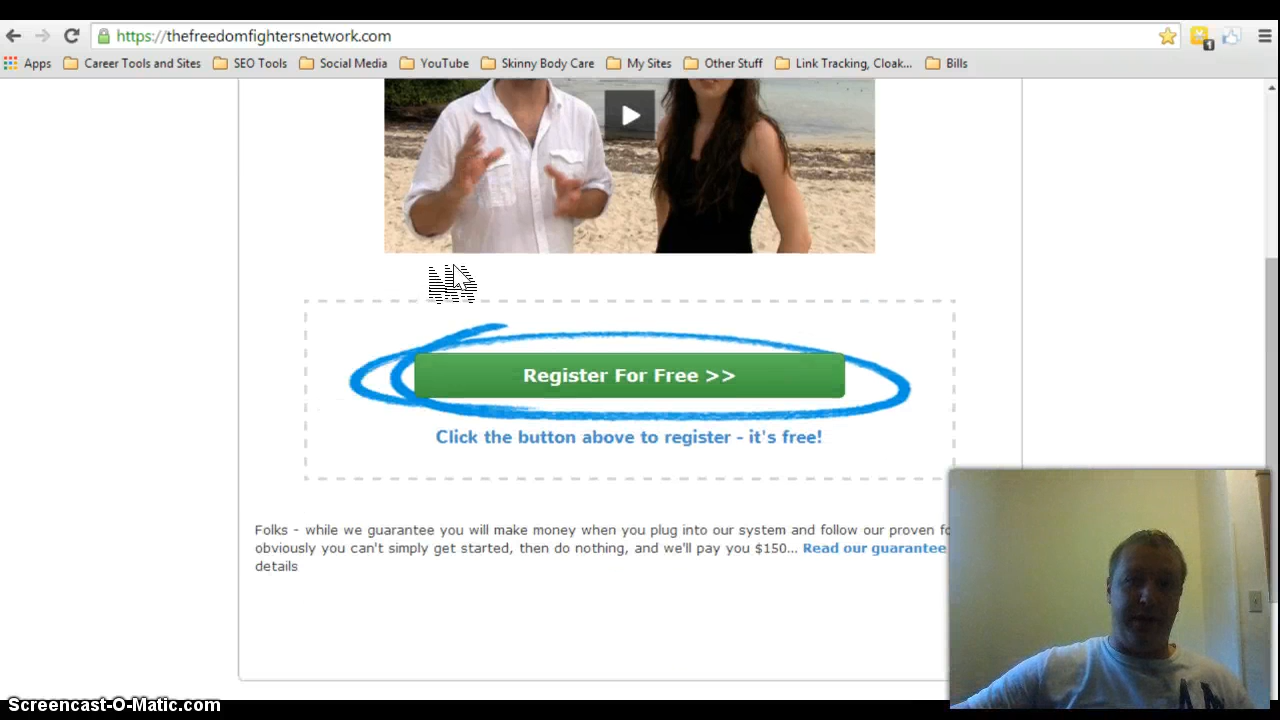 https://thefreedomfightersnetwork.com
1
Apps Career Tools and Sites SEO Tools Social Media YouTube Skinny Body Care My Sites Other Stuff Link Tracking, Cloak... Bills
Register For Free >>
Click the button above to register - it's free!
Folks - while we guarantee you will make money when you plug into our system and follow our proven
obviously you can't simply get started, then do nothing, and we'll pay you $150... Read our guarantee
details
Screencast-O-Matic.com